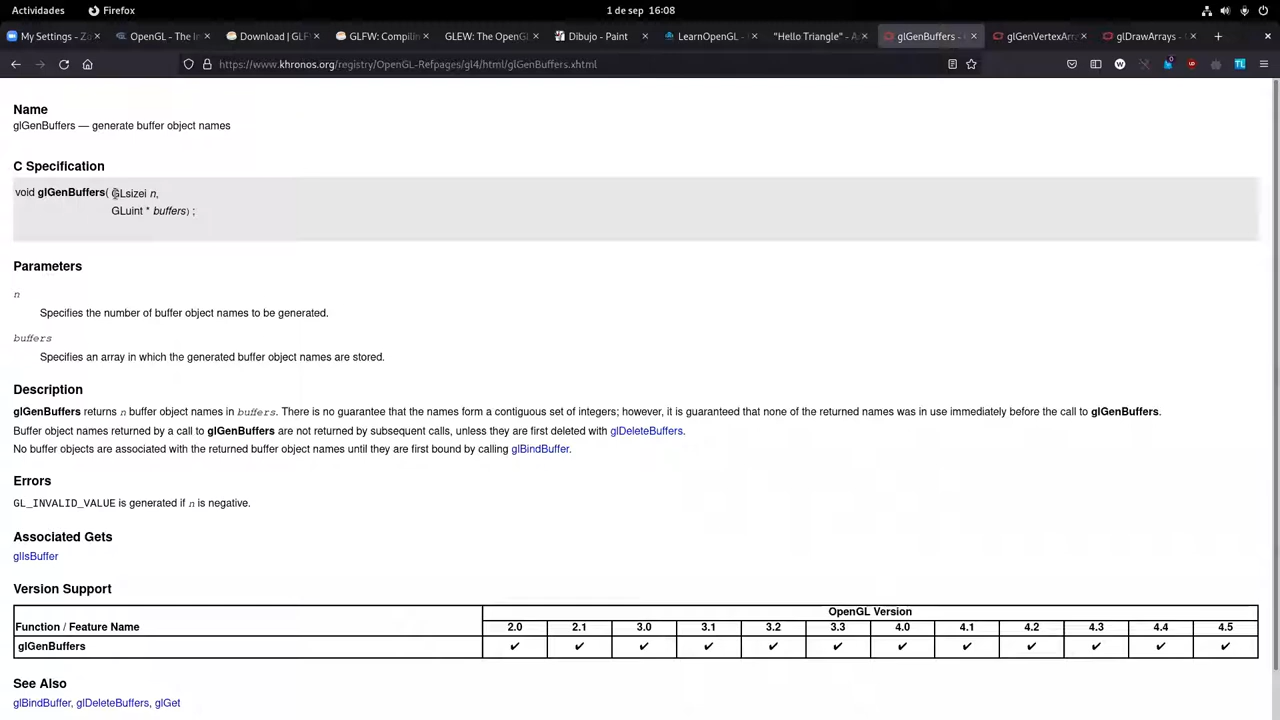 Actividades Firefox 1 de sep 16:08
My Settings - Zo OpenGL - The In Download | GLF GLFW: Compilin GLEW: The OpenGL Dibujo - Paint LearnOpenGL - "Hello Triangle" - A glGenBuffers - glGenVertexArr glDrawArrays -
https://www.khronos.org/registry/OpenGL-Refpages/gl4/html/glGenBuffers.xhtml
Name
glGenBuffers — generate buffer object names
C Specification
void glGenBuffers( GLsizei n,
GLuint * buffers) ;
Parameters
n
Specifies the number of buffer object names to be generated.
buffers
Specifies an array in which the generated buffer object names are stored.
Description
glGenBuffers returns n buffer object names in buffers. There is no guarantee that the names form a contiguous set of integers; however, it is guaranteed that none of the returned names was in use immediately before the call to glGenBuffers.
Buffer object names returned by a call to glGenBuffers are not returned by subsequent calls, unless they are first deleted with glDeleteBuffers.
No buffer objects are associated with the returned buffer object names until they are first bound by calling glBindBuffer.
Errors
GL_INVALID_VALUE is generated if n is negative.
Associated Gets
glIsBuffer
Version Support
OpenGL Version
Function / Feature Name 2.0 2.1 3.0 3.1 3.2 3.3 4.0 4.1 4.2 4.3 4.4 4.5
glGenBuffers ✔ ✔ ✔ ✔ ✔ ✔ ✔ ✔ ✔ ✔ ✔ ✔
See Also
glBindBuffer, glDeleteBuffers, glGet